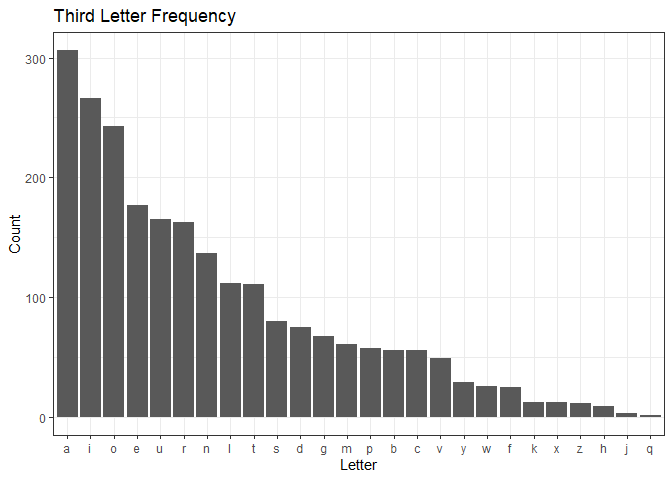 Third Letter Frequency
300
200
100
0
Count
a i o e u r n l t s d g m p b c v y w f k x z h j q
Letter